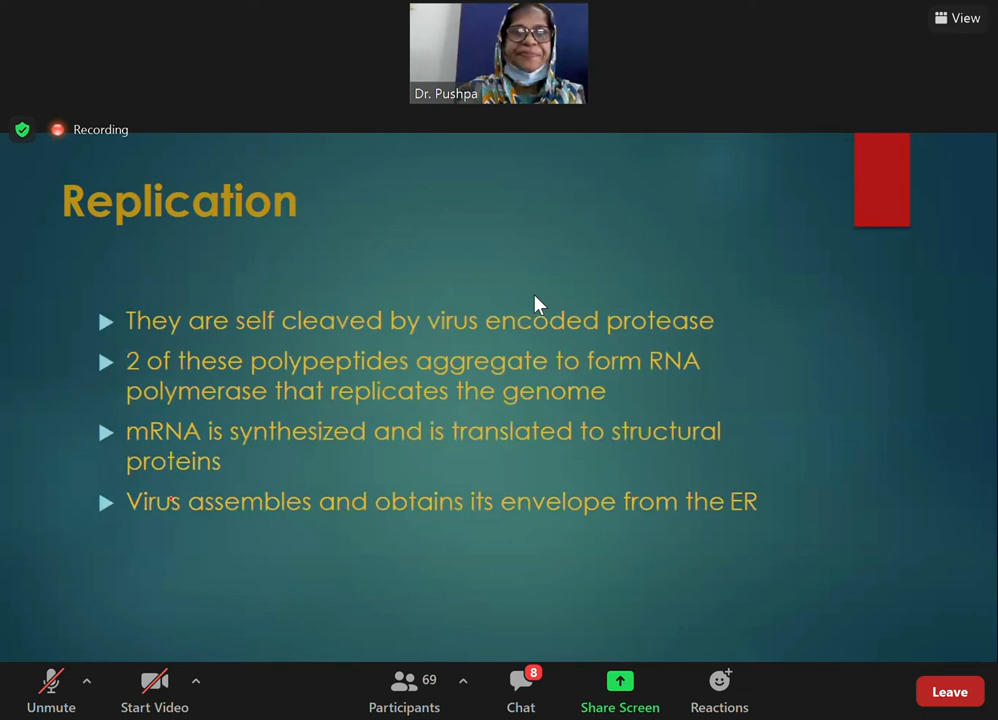 View
Dr. Pushpa
Recording
Replication
They are self cleaved by virus encoded protease
2 of these polypeptides aggregate to form RNA
polymerase that replicates the genome
mRNA is synthesized and is translated to structural
proteins
Virus assembles and obtains its envelope from the ER
69
8
Unmute
Start Video
Participants
Chat
Share Screen
Reactions
Leave